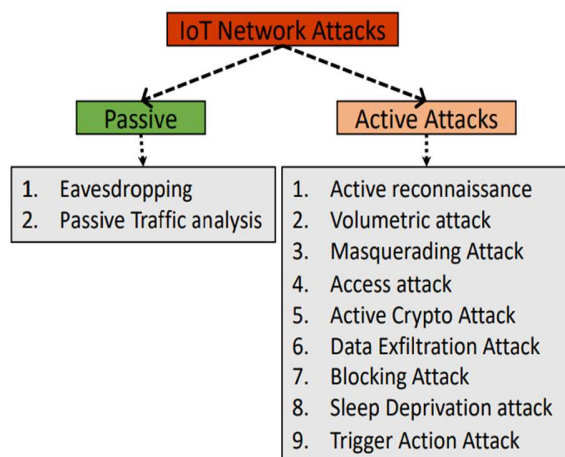 IoT Network Attacks
Passive
Active Attacks
1. Eavesdropping
2. Passive Traffic analysis
1. Active reconnaissance
2. Volumetric attack
3. Masquerading Attack
4. Access attack
5. Active Crypto Attack
6. Data Exfiltration Attack
7. Blocking Attack
8. Sleep Deprivation attack
9. Trigger Action Attack